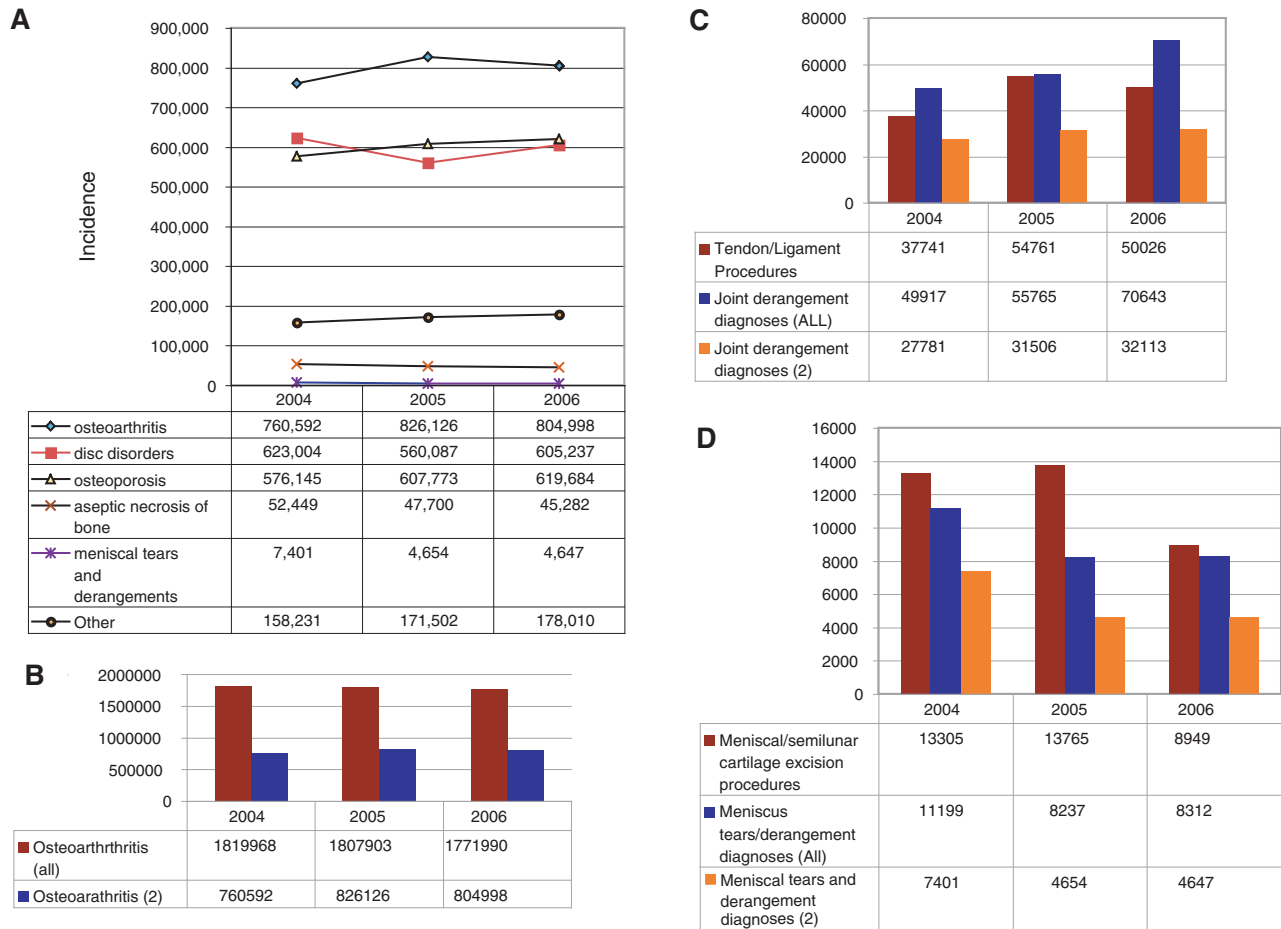 A
900,000
800,000
700,000
600,000
500,000
400,000
300,000
200,000
100,000
0
Incidence
2004 2005 2006
osteoarthritis 760,592 826,126 804,998
disc disorders 623,004 560,087 605,237
osteoporosis 576,145 607,773 619,684
aseptic necrosis of 52,449 47,700 45,282
bone
meniscal tears 7,401 4,654 4,647
and
derangements
Other 158,231 171,502 178,010
B
2000000
1500000
1000000
500000
0
2004 2005 2006
Osteoarthrthritis 1819968 1807903 1771990
(all)
Osteoarathritis (2) 760592 826126 804998
C
80000
60000
40000
20000
0
2004 2005 2006
Tendon/Ligament 37741 54761 50026
Procedures
Joint derangement 49917 55765 70643
diagnoses (ALL)
Joint derangement 27781 31506 32113
diagnoses (2)
D
16000
14000
12000
10000
8000
6000
4000
2000
0
2004 2005 2006
Meniscal/semilunar 13305 13765 8949
cartilage excision
procedures
Meniscus 11199 8237 8312
tears/derangement
diagnoses (All)
Meniscal tears and 7401 4654 4647
derangement
diagnoses (2)